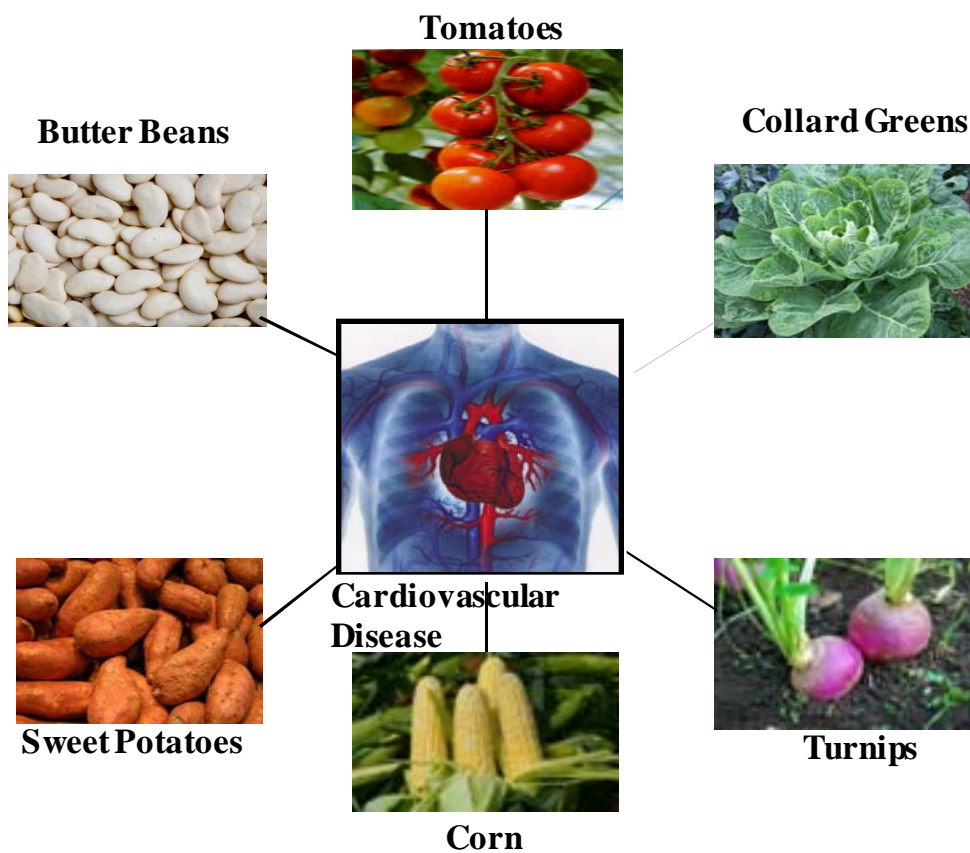 Tomatoes
Butter Beans
Collard Greens
Cardiovascular
Disease
Sweet Potatoes
Turnips
Corn